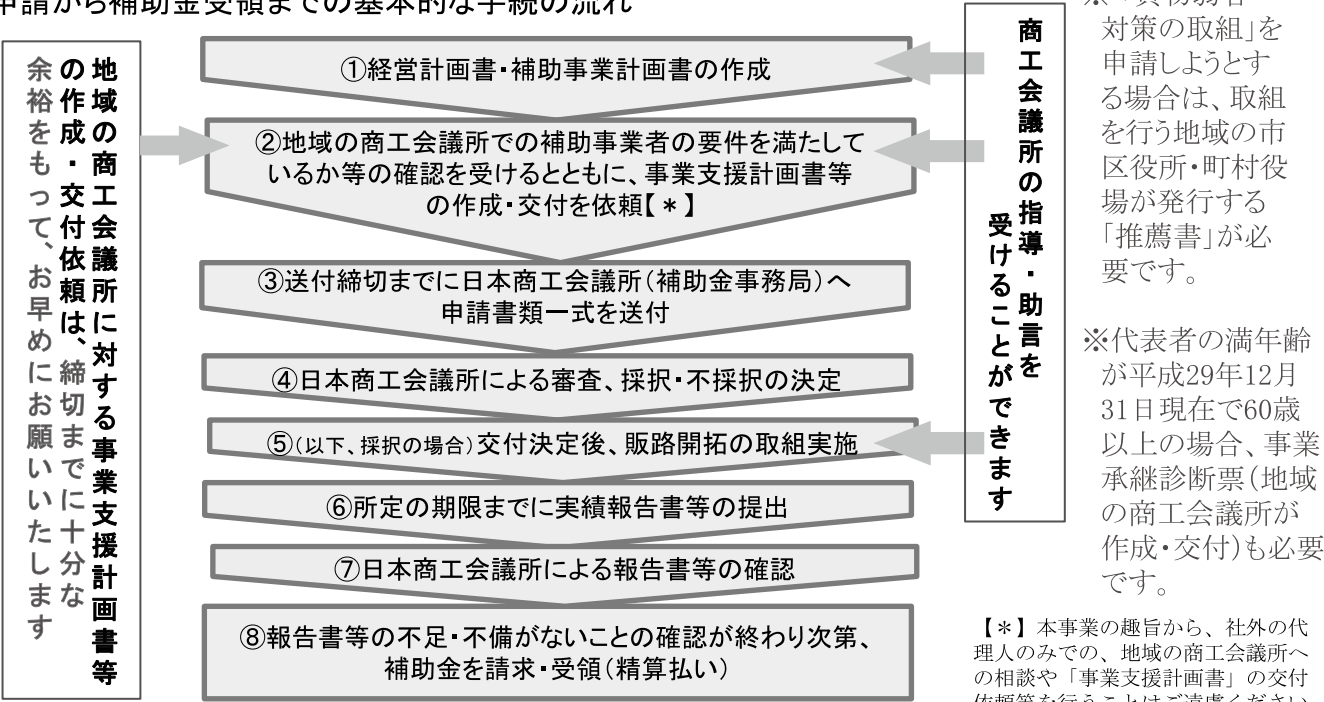 申請から補助金受領までの基本的な手続の流れ
地域の商工会議所に対する事業支援計画書等
の作成・交付依頼は、締切までに十分な
余裕をもって、お早めにお願いいたします
①経営計画書・補助事業計画書の作成
②地域の商工会議所での補助事業者の要件を満たして
いるか等の確認を受けるとともに、事業支援計画書等
の作成・交付を依頼【＊】
③送付締切までに日本商工会議所（補助金事務局）へ
申請書類一式を送付
④日本商工会議所による審査、採択・不採択の決定
⑤（以下、採択の場合）交付決定後、販路開拓の取組実施
⑥所定の期限までに実績報告書等の提出
⑦日本商工会議所による報告書等の確認
⑧報告書等の不足・不備がないことの確認が終わり次第、
補助金を請求・受領（精算払い）
商工会議所の指導・助言を
受けることができます
対策の取組」を
申請しようとす
る場合は、取組
を行う地域の市
区役所・町村役
場が発行する
「推薦書」が必
要です。
※代表者の満年齢
が平成29年12月
31日現在で60歳
以上の場合、事業
承継診断票（地域
の商工会議所が
作成・交付）も必要
です。
【＊】本事業の趣旨から、社外の代
理人のみでの、地域の商工会議所へ
の相談や「事業支援計画書」の交付
依頼等を行うことはご遠慮ください